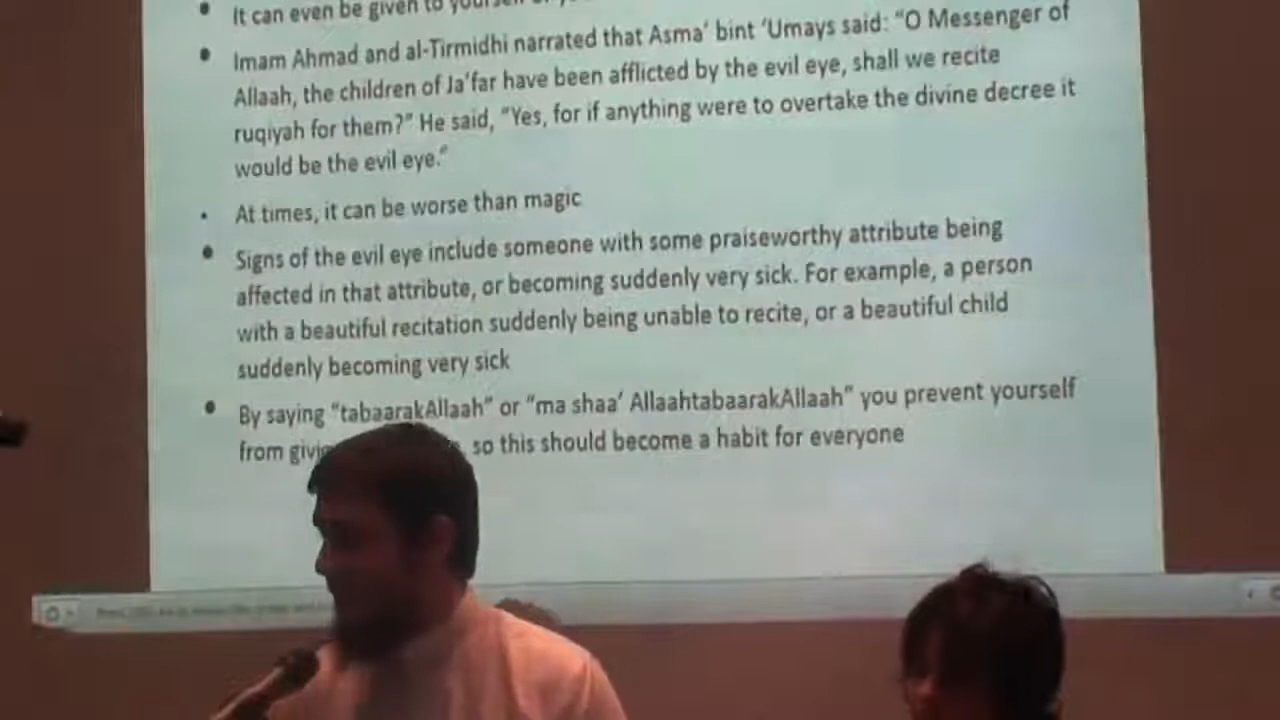 It can even be given to yourself
Imam Ahmad and al-Tirmidhi narrated that Asma' bint 'Umays said: "O Messenger of
Allaah, the children of Ja'far have been afflicted by the evil eye, shall we recite
ruqiyah for them?" He said, "Yes, for if anything were to overtake the divine decree it
would be the evil eye."
At times, it can be worse than magic
Signs of the evil eye include someone with some praiseworthy attribute being
affected in that attribute, or becoming suddenly very sick. For example, a person
with a beautiful recitation suddenly being unable to recite, or a beautiful child
suddenly becoming very sick
By saying "tabaarakAllaah" or "ma shaa' AllaahtabaarakAllaah" you prevent yourself
from so this should become a habit for everyone